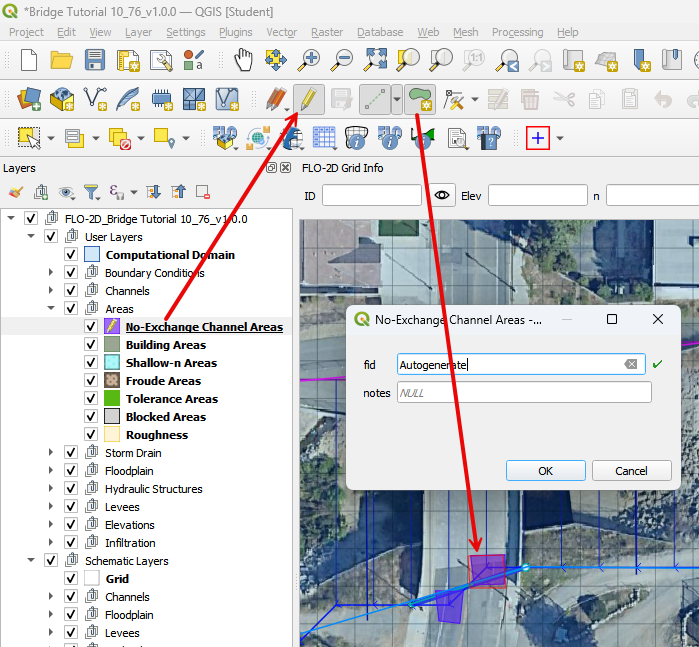 *Bridge Tutorial 10_76_v1.0.0 — QGIS [Student]
Project Edit View Layer Settings Plugins Vector Raster Database Web Mesh Processing Help
Layers
FLO-2D Grid Info
ID
Elev
n
FLO-2D_Bridge Tutorial 10_76_v1.0.0
User Layers
Computational Domain
Boundary Conditions
Channels
Areas
No-Exchange Channel Areas
Building Areas
Shallow-n Areas
Froude Areas
Tolerance Areas
Blocked Areas
Roughness
Storm Drain
Floodplain
Hydraulic Structures
Levees
Elevations
Infiltration
Schematic Layers
Grid
Channels
Floodplain
Levees
No-Exchange Channel Areas -...
fid
Autogenerate
notes
NULL
OK
Cancel